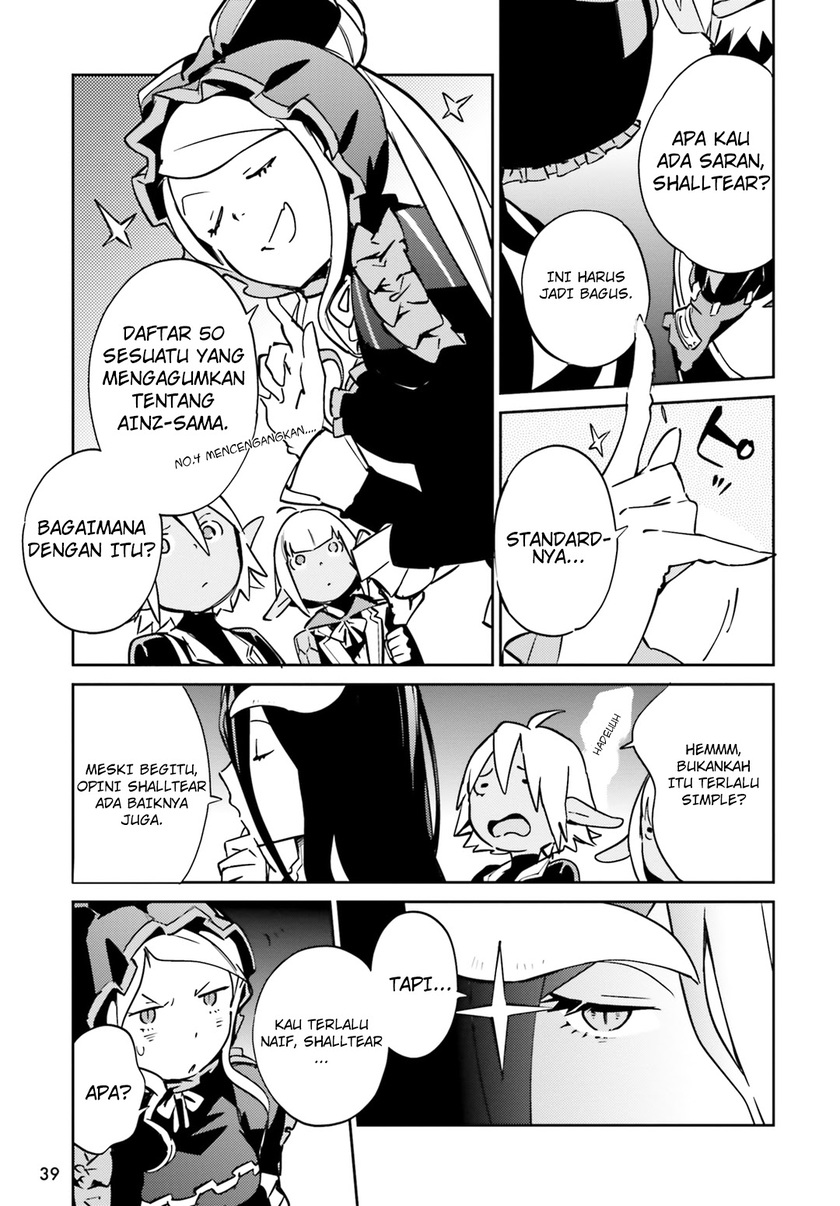 APA KAU
ADA SARAN,
SHALLTEAR?
INI HARUS
JADI BAGUS.
ピッ
STANDARD-
NYA...
DAFTAR 50
SESUATU YANG
MENGAGUMKAN
TENTANG
AINZ-SAMA.
NO.4 MENCENGANGKAN....
BAGAIMANA
DENGAN ITU?
HEMMM,
BUKANKAH
ITU TERLALU
SIMPLE?
HADEUUH
MESKI BEGITU,
OPINI SHALLTEAR
ADA BAIKNYA
JUGA.
TAPI...
KAU TERLALU
NAIF, SHALLTEAR
...
APA?
39